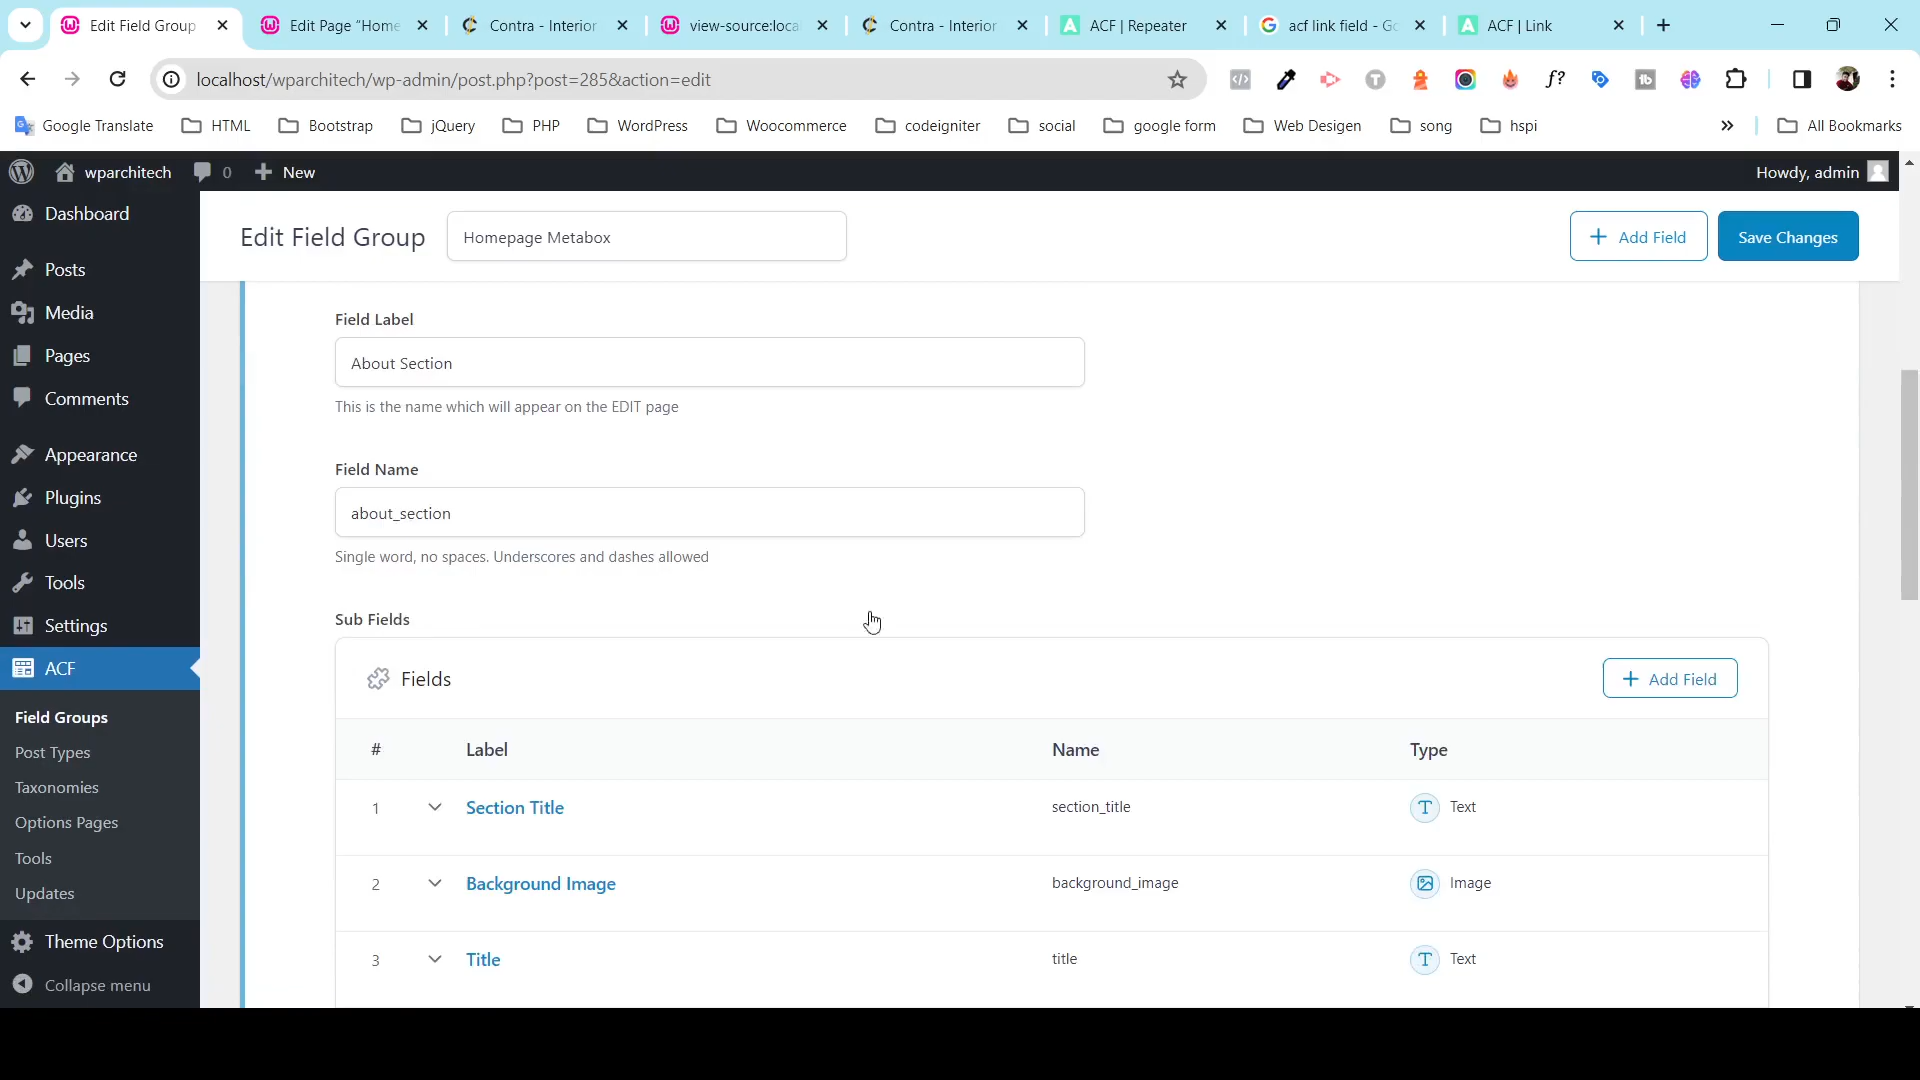 Edit Field Group
Edit Page "Home
Contra - Interior
view-source:loca
Contra - Interior
ACF | Repeater
acf link field - Go
ACF | Link
localhost/wparchitech/wp-admin/post.php?post=285&action=edit
Google Translate
HTML
Bootstrap
jQuery
PHP
WordPress
Woocommerce
codeigniter
social
google form
Web Desigen
song
hspi
All Bookmarks
wparchitech
0
New
Howdy, admin
Dashboard
Posts
Media
Pages
Comments
Appearance
Plugins
Users
Tools
Settings
ACF
Field Groups
Post Types
Taxonomies
Options Pages
Tools
Updates
Theme Options
Collapse menu
Edit Field Group
Homepage Metabox
Add Field
Save Changes
Field Label
About Section
This is the name which will appear on the EDIT page
Field Name
about_section
Single word, no spaces. Underscores and dashes allowed
Sub Fields
Fields
Add Field
# Label Name Type
1 Section Title section_title Text
2 Background Image background_image Image
3 Title title Text